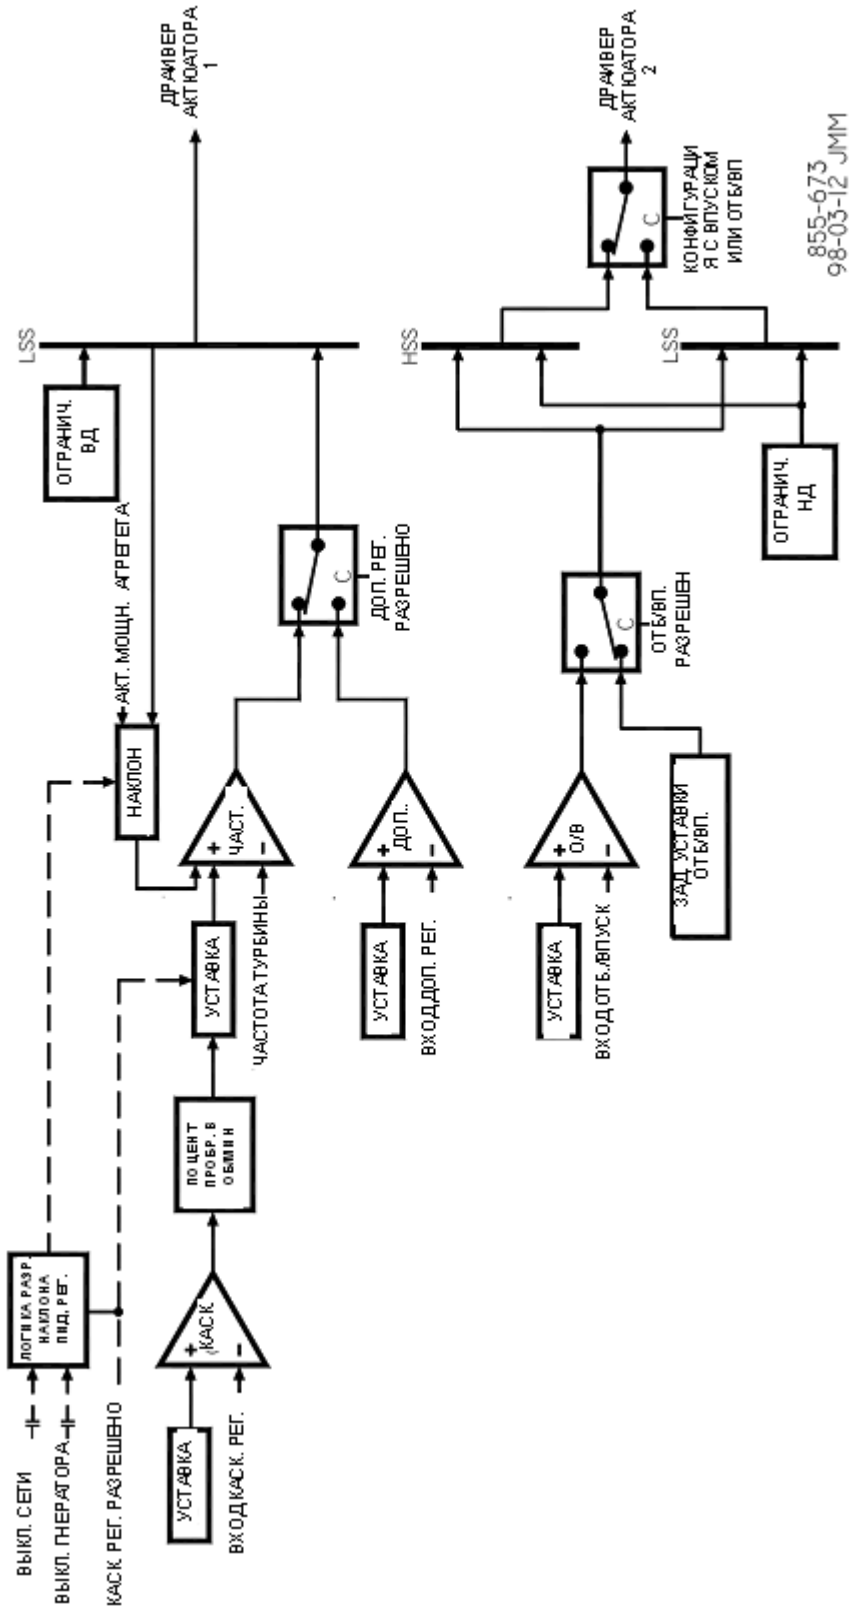 ВЫКЛ. СЕТИ
ВЫКЛ. ГНЕРАТОРА
КАСК. РЕГ. РАЗРЕШЕНО
ЛОГИКА РАЗР.
НАКЛОНА
ПИД, РЕГ.
УСТАВКА
ВХОД КАСК. РЕГ.
+
КАСК
−
ПО ЦЕНТ
ПРОБР. В
ОБ/МИН
УСТАВКА
ЧАСТОТА ТУРБИНЫ
+
ЧАСТ.
−
НАКЛОН
АКТ. МОЩН. АГРЕГЕТА
ОГРАНИЧ.
ВД
LSS
ДРАЙВЕР
АКТЮАТОРА
1
УСТАВКА
ВХОД ДОП. РЕГ.
+
ДОП..
−
C
ДОП. РЕГ.
РАЗРЕШЕНО
УСТАВКА
ВХОД ОТБ./ВПУСК
+
О/В
−
ЗАД. УСТАВКИ
ОТБ/ВП.
C
ОТБ/ВП.
РАЗРЕШЕН
ОГРАНИЧ.
НД
HSS
LSS
C
КОНФИГУРАЦИ
Я С ВПУСКОМ
ИЛИ ОТБ/ВП
ДРАЙВЕР
АКТЮАТОРА
2
855-673
98-03-12 JMM